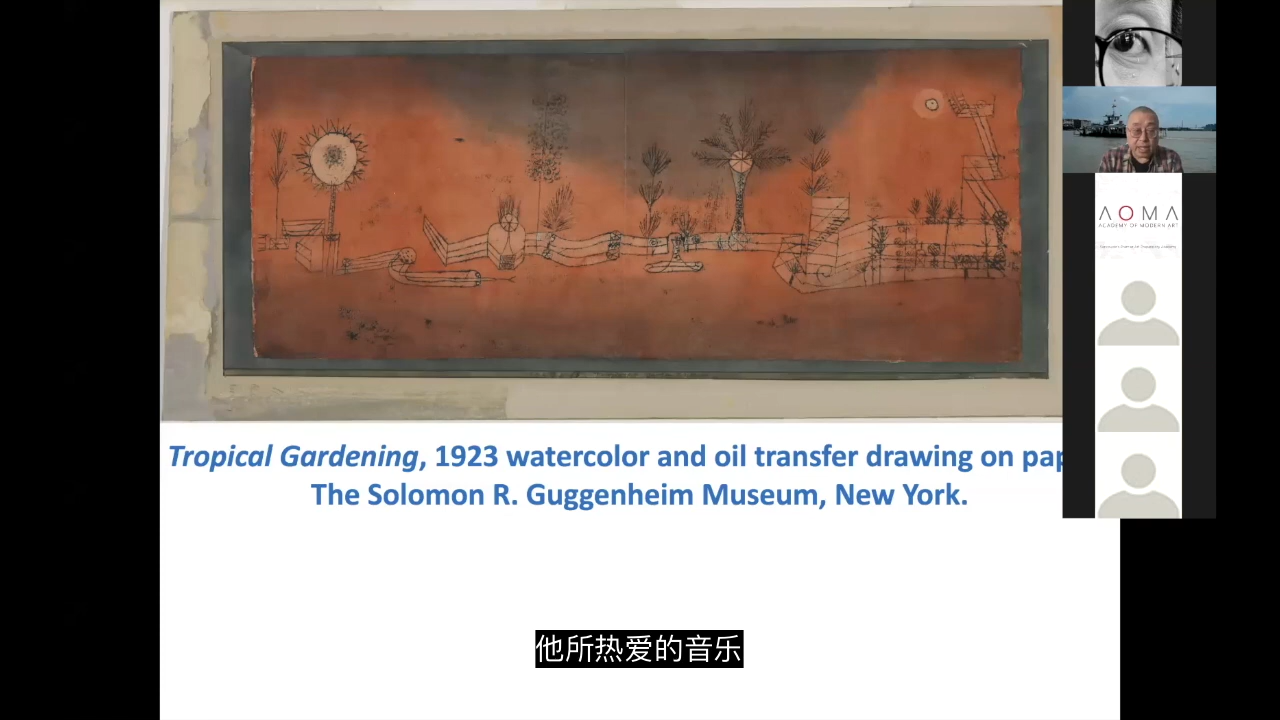 Tropical Gardening, 1923 watercolor and oil transfer drawing on pap
The Solomon R. Guggenheim Museum, New York.
AOMA
ACADEMY OF MODERN ART
他所热爱的音乐